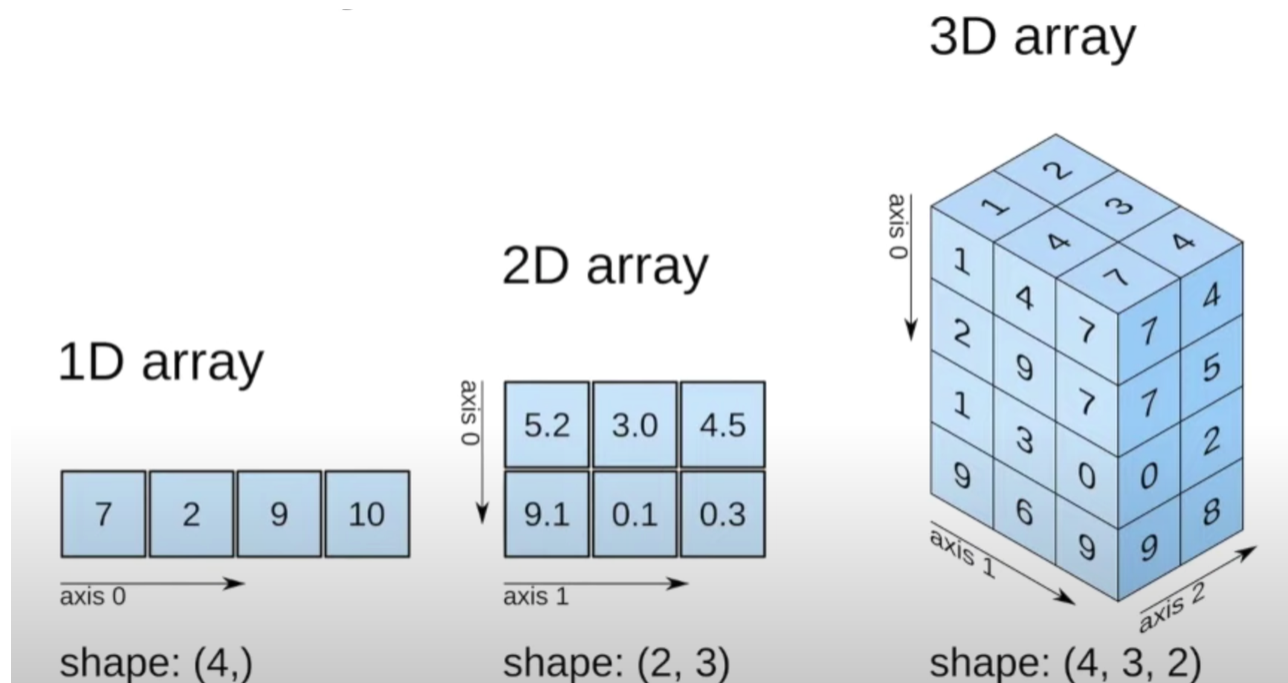 1D array
7 2 9 10
axis 0
shape: (4,)
2D array
axis 0
5.2 3.0 4.5
9.1 0.1 0.3
axis 1
shape: (2, 3)
3D array
axis 0
2
1 3
4 4
7
1 4 7 7 4
2 9 7 7 5
1 3 0 0 2
9 6 9 9 8
axis 1
axis 2
shape: (4, 3, 2)